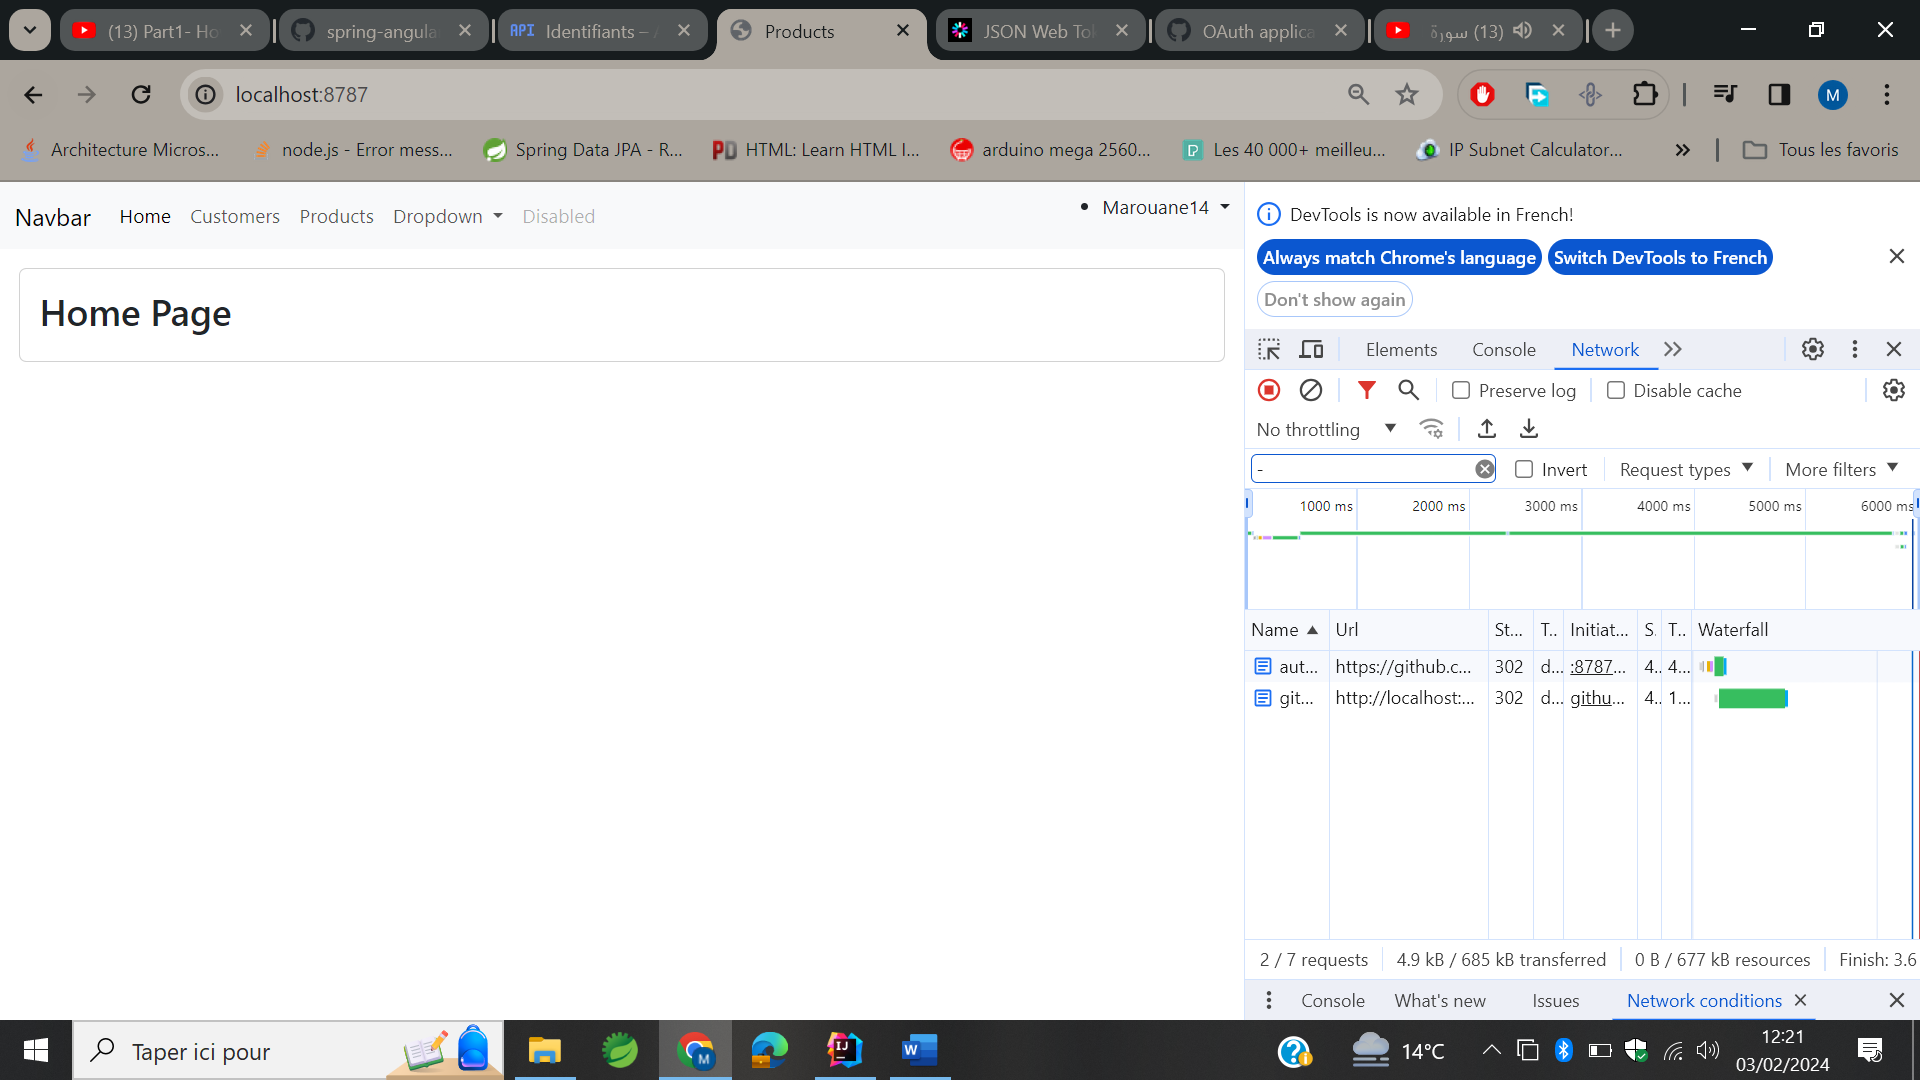 (13) Part1- Ho
spring-angula
API Identifiants – A
Products
JSON Web Tok
OAuth applica
(13) سورة
localhost:8787
M
Architecture Micros...
node.js - Error mess...
Spring Data JPA - R...
PD HTML: Learn HTML I...
arduino mega 2560...
P Les 40 000+ meilleu...
IP Subnet Calculator...
Tous les favoris
Navbar Home Customers Products Dropdown Disabled
Marouane14
Home Page
DevTools is now available in French!
Always match Chrome's language
Switch DevTools to French
Don't show again
Elements Console Network
Preserve log Disable cache
No throttling
- Invert Request types More filters
1000 ms 2000 ms 3000 ms 4000 ms 5000 ms 6000 ms
Name Url St... T.. Initiat... S. T.. Waterfall
aut... https://github.c... 302 d... :8787... 4.. 4...
git... http://localhost:... 302 d... githu... 4.. 1...
2 / 7 requests 4.9 kB / 685 kB transferred 0 B / 677 kB resources Finish: 3.6
Console What's new Issues Network conditions
Taper ici pour
M
IJ
W
14°C
12:21
03/02/2024